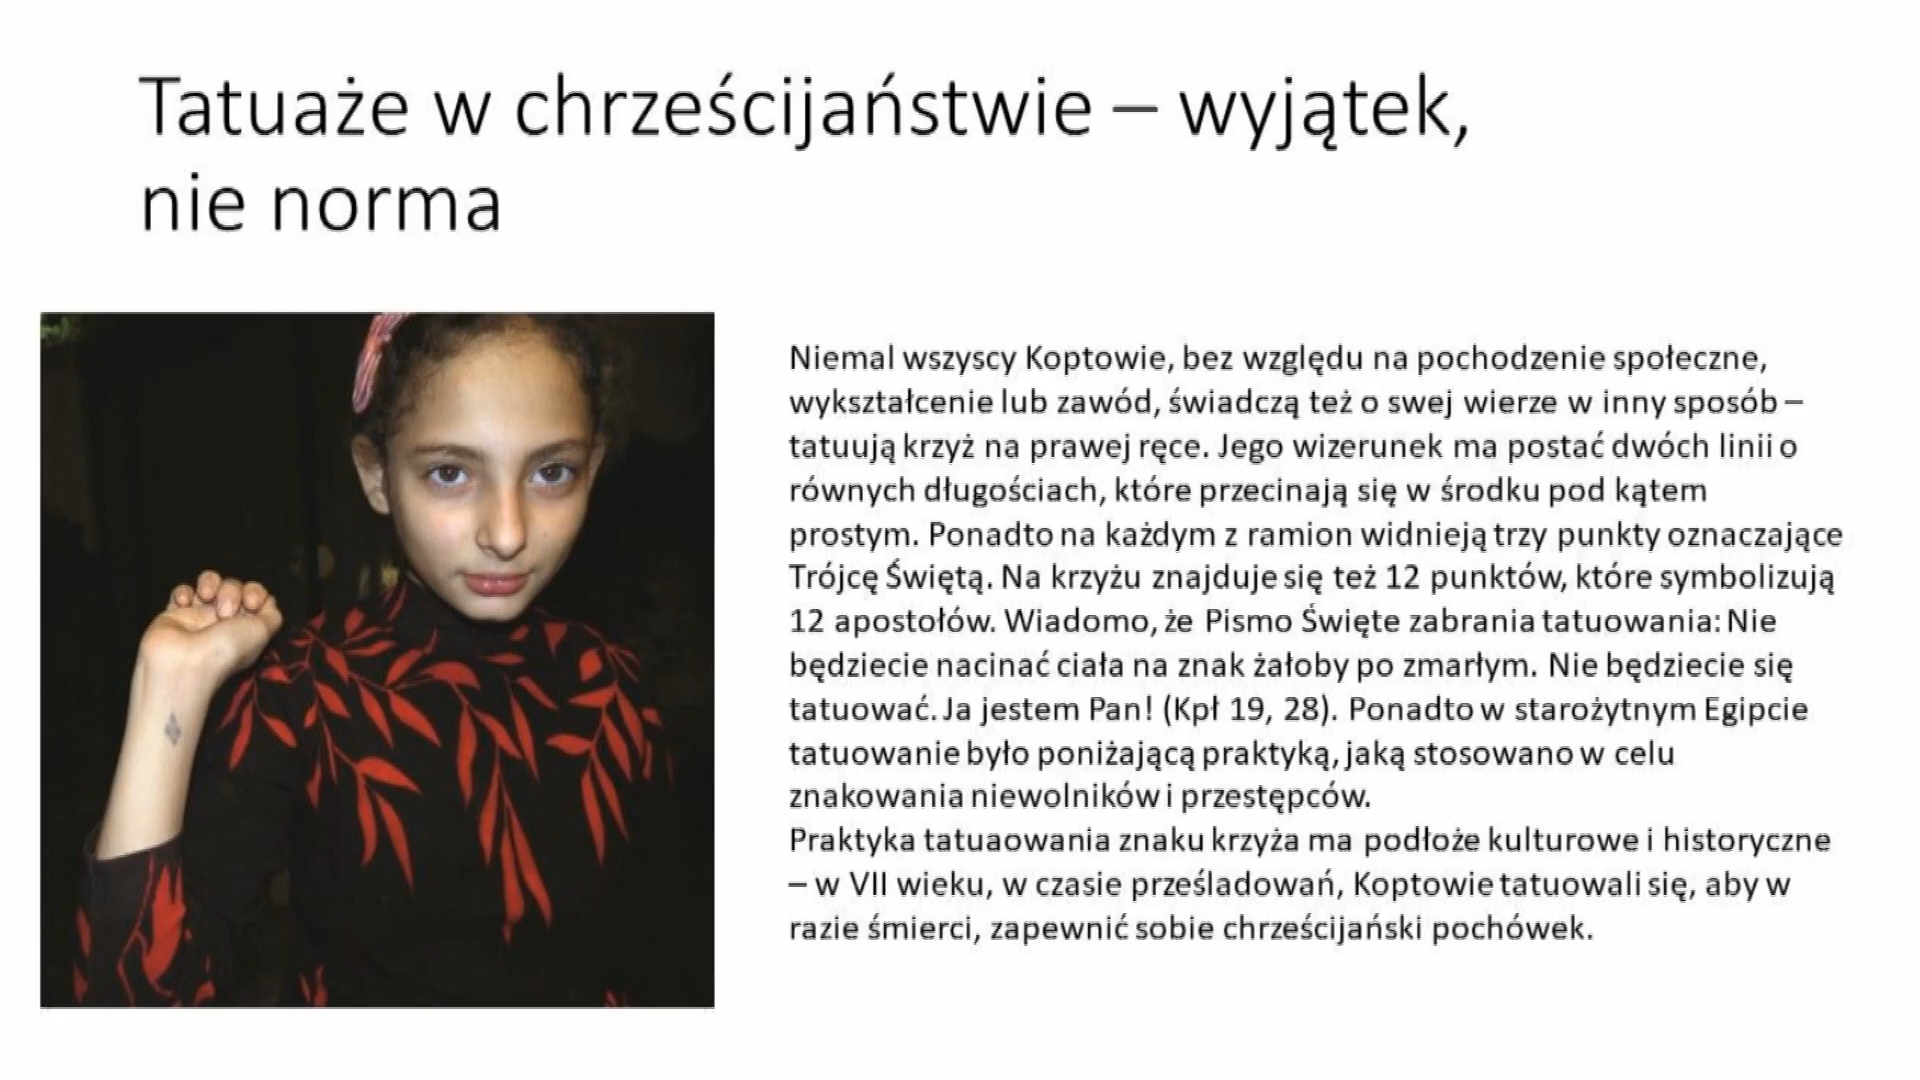 Tatuaże w chrześcijaństwie – wyjątek,
nie norma
Niemal wszyscy Koptowie, bez względu na pochodzenie społeczne,
wykształcenie lub zawód, świadczą też o swej wierze w inny sposób –
tatuują krzyż na prawej ręce. Jego wizerunek ma postać dwóch linii o
równych długościach, które przecinają się w środku pod kątem
prostym. Ponadto na każdym z ramion widnieją trzy punkty oznaczające
Trójcę Świętą. Na krzyżu znajduje się też 12 punktów, które symbolizują
12 apostołów. Wiadomo, że Pismo Święte zabrania tatuowania: Nie
będziecie nacinać ciała na znak żałoby po zmarłym. Nie będziecie się
tatuować. Ja jestem Pan! (Kpł 19, 28). Ponadto w starożytnym Egipcie
tatuowanie było poniżającą praktyką, jaką stosowano w celu
znakowania niewolników i przestępców.
Praktyka tatuaowania znaku krzyża ma podłoże kulturowe i historyczne
– w VII wieku, w czasie prześladowań, Koptowie tatuowali się, aby w
razie śmierci, zapewnić sobie chrześcijański pochówek.